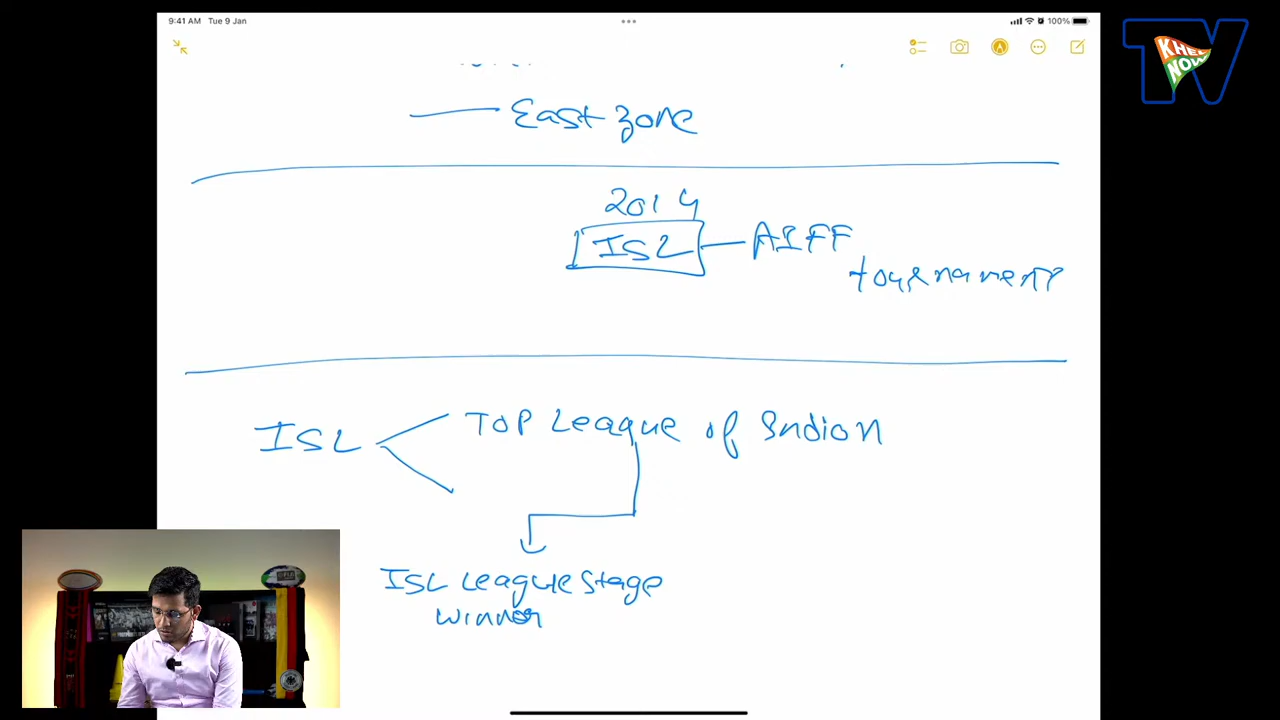 9:41 AM Tue 9 Jan
100%
TV
KHEL NOW
East Zone
2014
ISL — AIFF
tournament
ISL
TOP League of Indian
ISL League Stage
winner